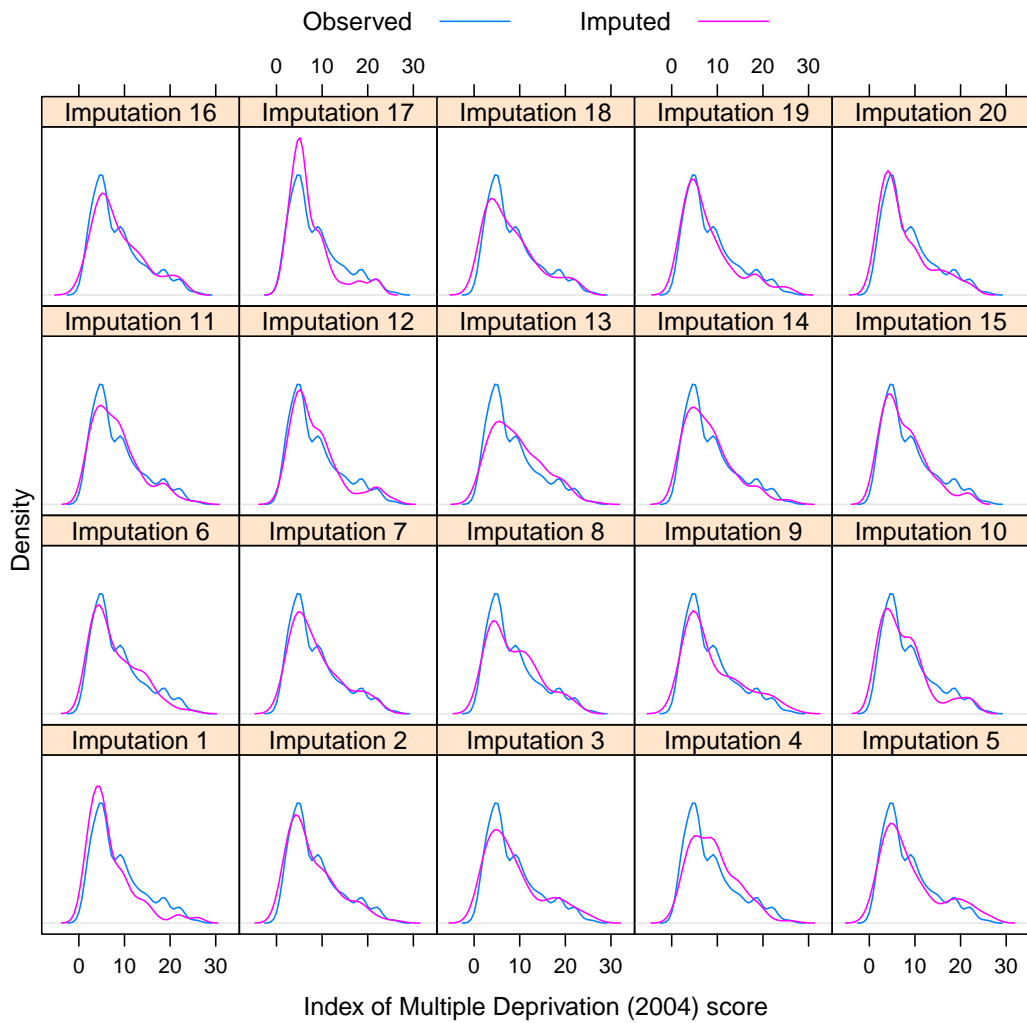 Observed Imputed
0 10 20 30 0 10 20 30
Imputation 16 Imputation 17 Imputation 18 Imputation 19 Imputation 20
Imputation 11 Imputation 12 Imputation 13 Imputation 14 Imputation 15
Density
Imputation 6 Imputation 7 Imputation 8 Imputation 9 Imputation 10
Imputation 1 Imputation 2 Imputation 3 Imputation 4 Imputation 5
0 10 20 30 0 10 20 30 0 10 20 30
Index of Multiple Deprivation (2004) score